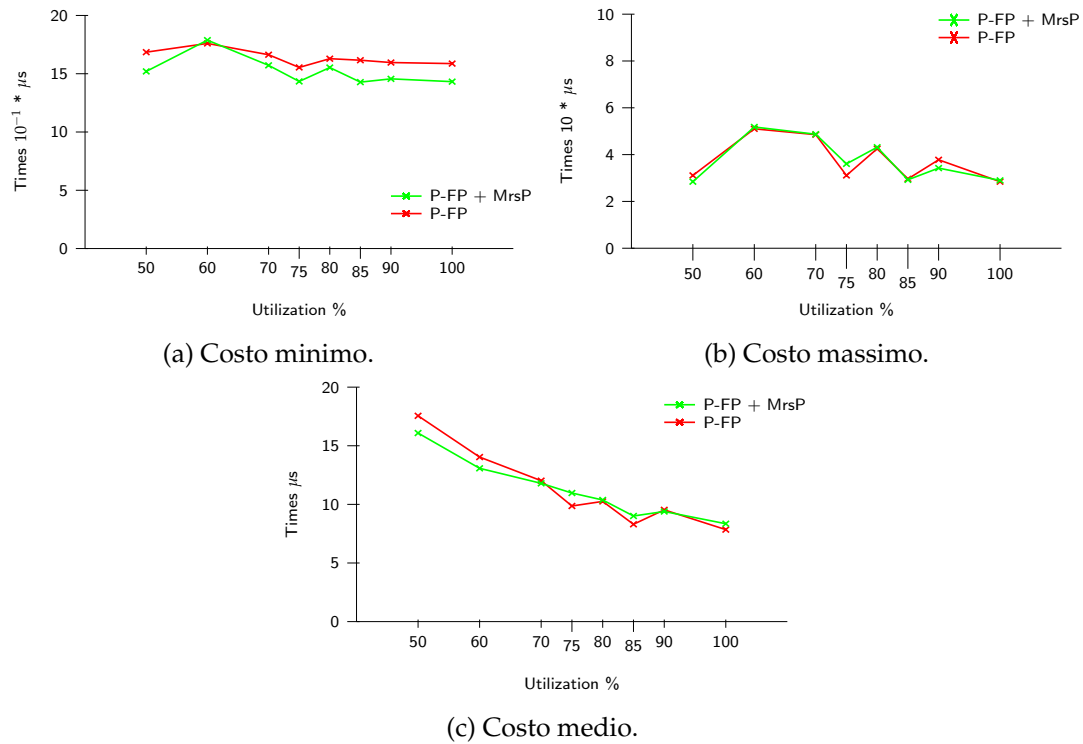 20
15
10
5
0
Times 10⁻¹ * µs
P-FP + MrsP
P-FP
50 60 70 75 80 85 90 100
Utilization %
(a) Costo minimo.
10
8
6
4
2
0
Times 10 * µs
P-FP + MrsP
P-FP
50 60 70 75 80 85 90 100
Utilization %
(b) Costo massimo.
20
15
10
5
0
Times µs
P-FP + MrsP
P-FP
50 60 70 75 80 85 90 100
Utilization %
(c) Costo medio.